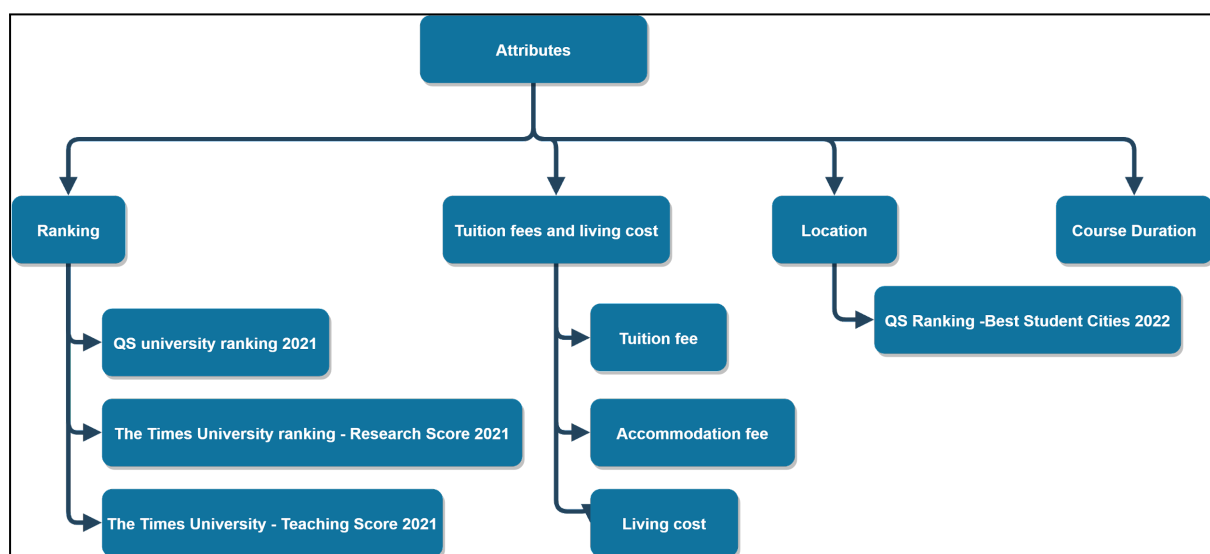 Attributes
Ranking
Tuition fees and living cost
Location
Course Duration
QS university ranking 2021
The Times University ranking - Research Score 2021
The Times University - Teaching Score 2021
Tuition fee
Accommodation fee
Living cost
QS Ranking -Best Student Cities 2022